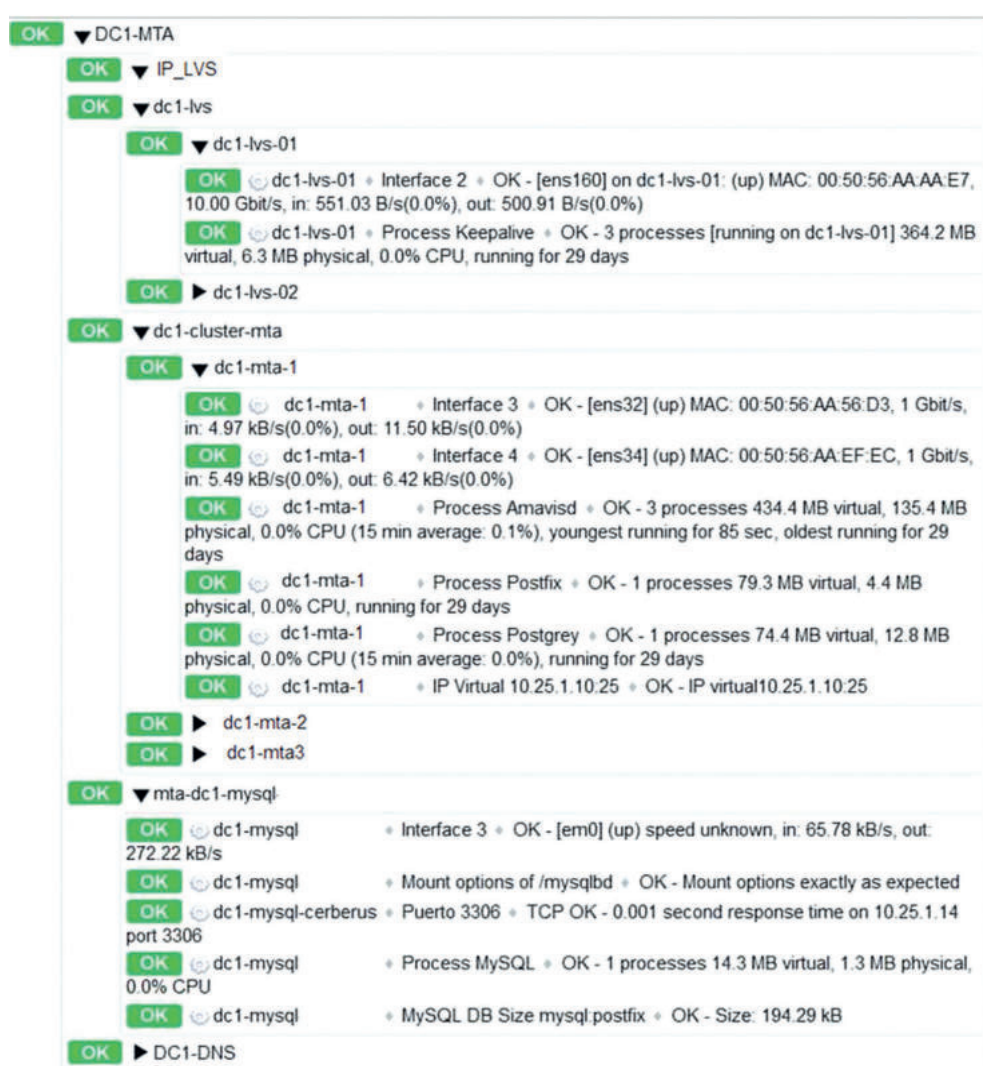 OK DC1-MTA
OK IP_LVS
OK dc1-lvs
OK dc1-lvs-01
OK dc1-lvs-01 Interface 2 OK - [ens160] on dc1-lvs-01: (up) MAC: 00:50:56:AA:AA:E7,
10.00 Gbit/s, in: 551.03 B/s(0.0%), out: 500.91 B/s(0.0%)
OK dc1-lvs-01 Process Keepalive OK - 3 processes [running on dc1-lvs-01] 364.2 MB
virtual, 6.3 MB physical, 0.0% CPU, running for 29 days
OK dc1-lvs-02
OK dc1-cluster-mta
OK dc1-mta-1
OK dc1-mta-1 Interface 3 OK - [ens32] (up) MAC: 00:50:56:AA:56:D3, 1 Gbit/s,
in: 4.97 kB/s(0.0%), out: 11.50 kB/s(0.0%)
OK dc1-mta-1 Interface 4 OK - [ens34] (up) MAC: 00:50:56:AA:EF:EC, 1 Gbit/s,
in: 5.49 kB/s(0.0%), out: 6.42 kB/s(0.0%)
OK dc1-mta-1 Process Amavisd OK - 3 processes 434.4 MB virtual, 135.4 MB
physical, 0.0% CPU (15 min average: 0.1%), youngest running for 85 sec, oldest running for 29
days
OK dc1-mta-1 Process Postfix OK - 1 processes 79.3 MB virtual, 4.4 MB
physical, 0.0% CPU, running for 29 days
OK dc1-mta-1 Process Postgrey OK - 1 processes 74.4 MB virtual, 12.8 MB
physical, 0.0% CPU (15 min average: 0.0%), running for 29 days
OK dc1-mta-1 IP Virtual 10.25.1.10:25 OK - IP virtual10.25.1.10:25
OK dc1-mta-2
OK dc1-mta3
OK mta-dc1-mysql
OK dc1-mysql Interface 3 OK - [em0] (up) speed unknown, in: 65.78 kB/s, out:
272.22 kB/s
OK dc1-mysql Mount options of /mysqlbd OK - Mount options exactly as expected
OK dc1-mysql-cerberus Puerto 3306 TCP OK - 0.001 second response time on 10.25.1.14
port 3306
OK dc1-mysql Process MySQL OK - 1 processes 14.3 MB virtual, 1.3 MB physical,
0.0% CPU
OK dc1-mysql MySQL DB Size mysql:postfix OK - Size: 194.29 kB
OK DC1-DNS